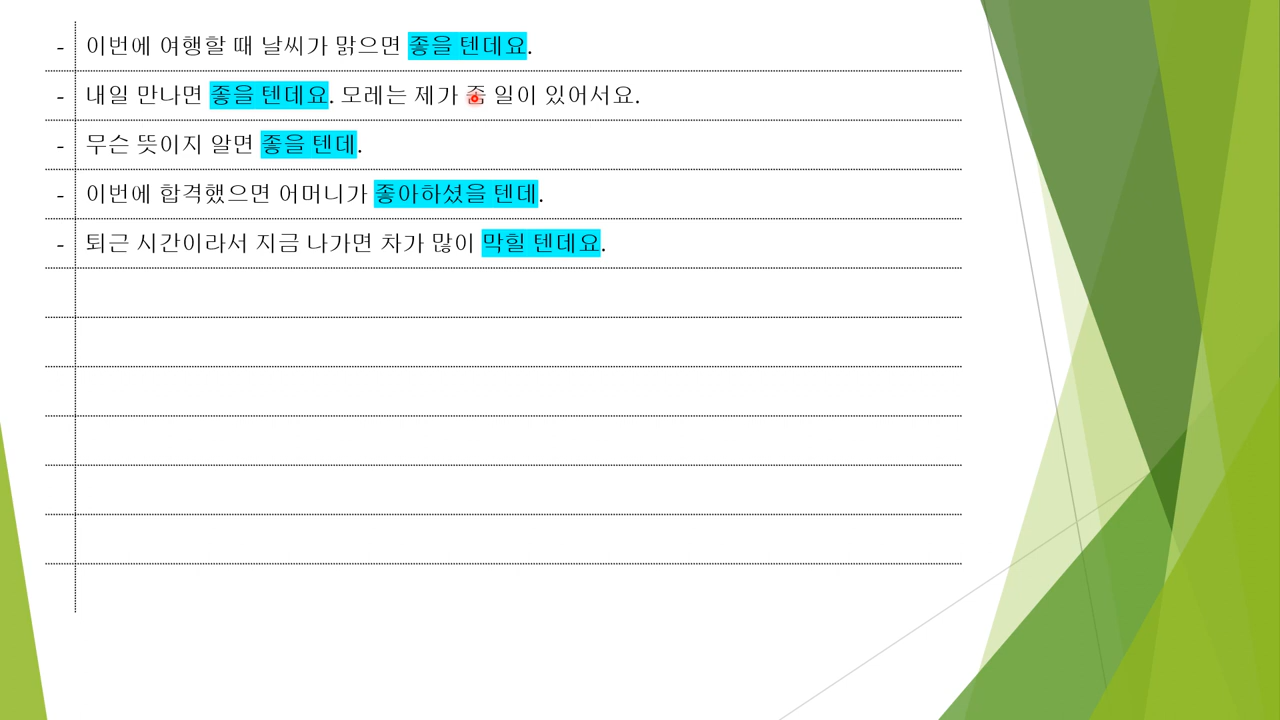 - 이번에 여행할 때 날씨가 맑으면 좋을 텐데요.
- 내일 만나면 좋을 텐데요. 모레는 제가 좀 일이 있어서요.
- 무슨 뜻이지 알면 좋을 텐데.
- 이번에 합격했으면 어머니가 좋아하셨을 텐데.
- 퇴근 시간이라서 지금 나가면 차가 많이 막힐 텐데요.